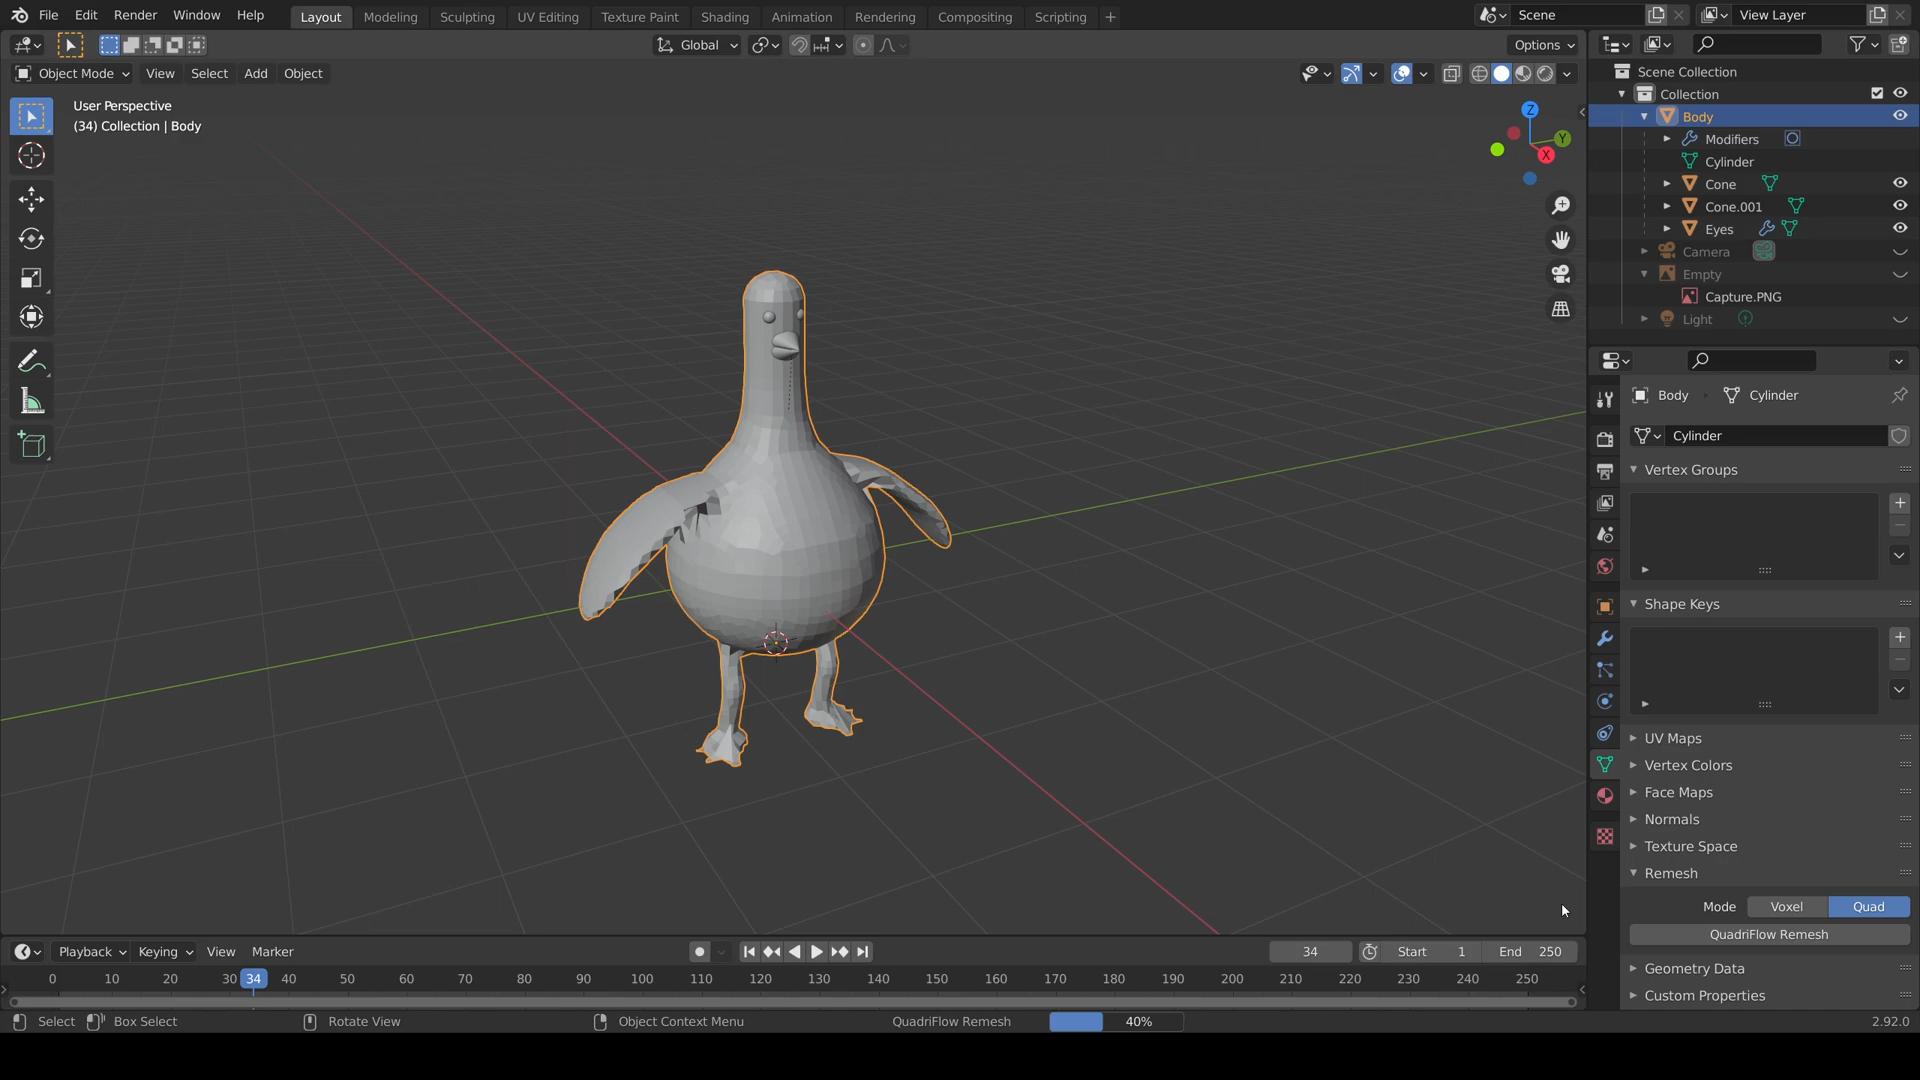 File Edit Render Window Help Layout Modeling Sculpting UV Editing Texture Paint Shading Animation Rendering Compositing Scripting + Scene View Layer
Global Options
Object Mode View Select Add Object
User Perspective
(34) Collection | Body
Z
Y
X
Scene Collection
Collection
Body
Modifiers
Cylinder
Cone
Cone.001
Eyes
Camera
Empty
Capture.PNG
Light
Body Cylinder
Cylinder
Vertex Groups
Shape Keys
UV Maps
Vertex Colors
Face Maps
Normals
Texture Space
Remesh
Mode Voxel Quad
QuadriFlow Remesh
Geometry Data
Custom Properties
Playback Keying View Marker 34 Start 1 End 250
0 10 20 30 34 40 50 60 70 80 90 100 110 120 130 140 150 160 170 180 190 200 210 220 230 240 250
Select Box Select Rotate View Object Context Menu QuadriFlow Remesh 40% 2.92.0